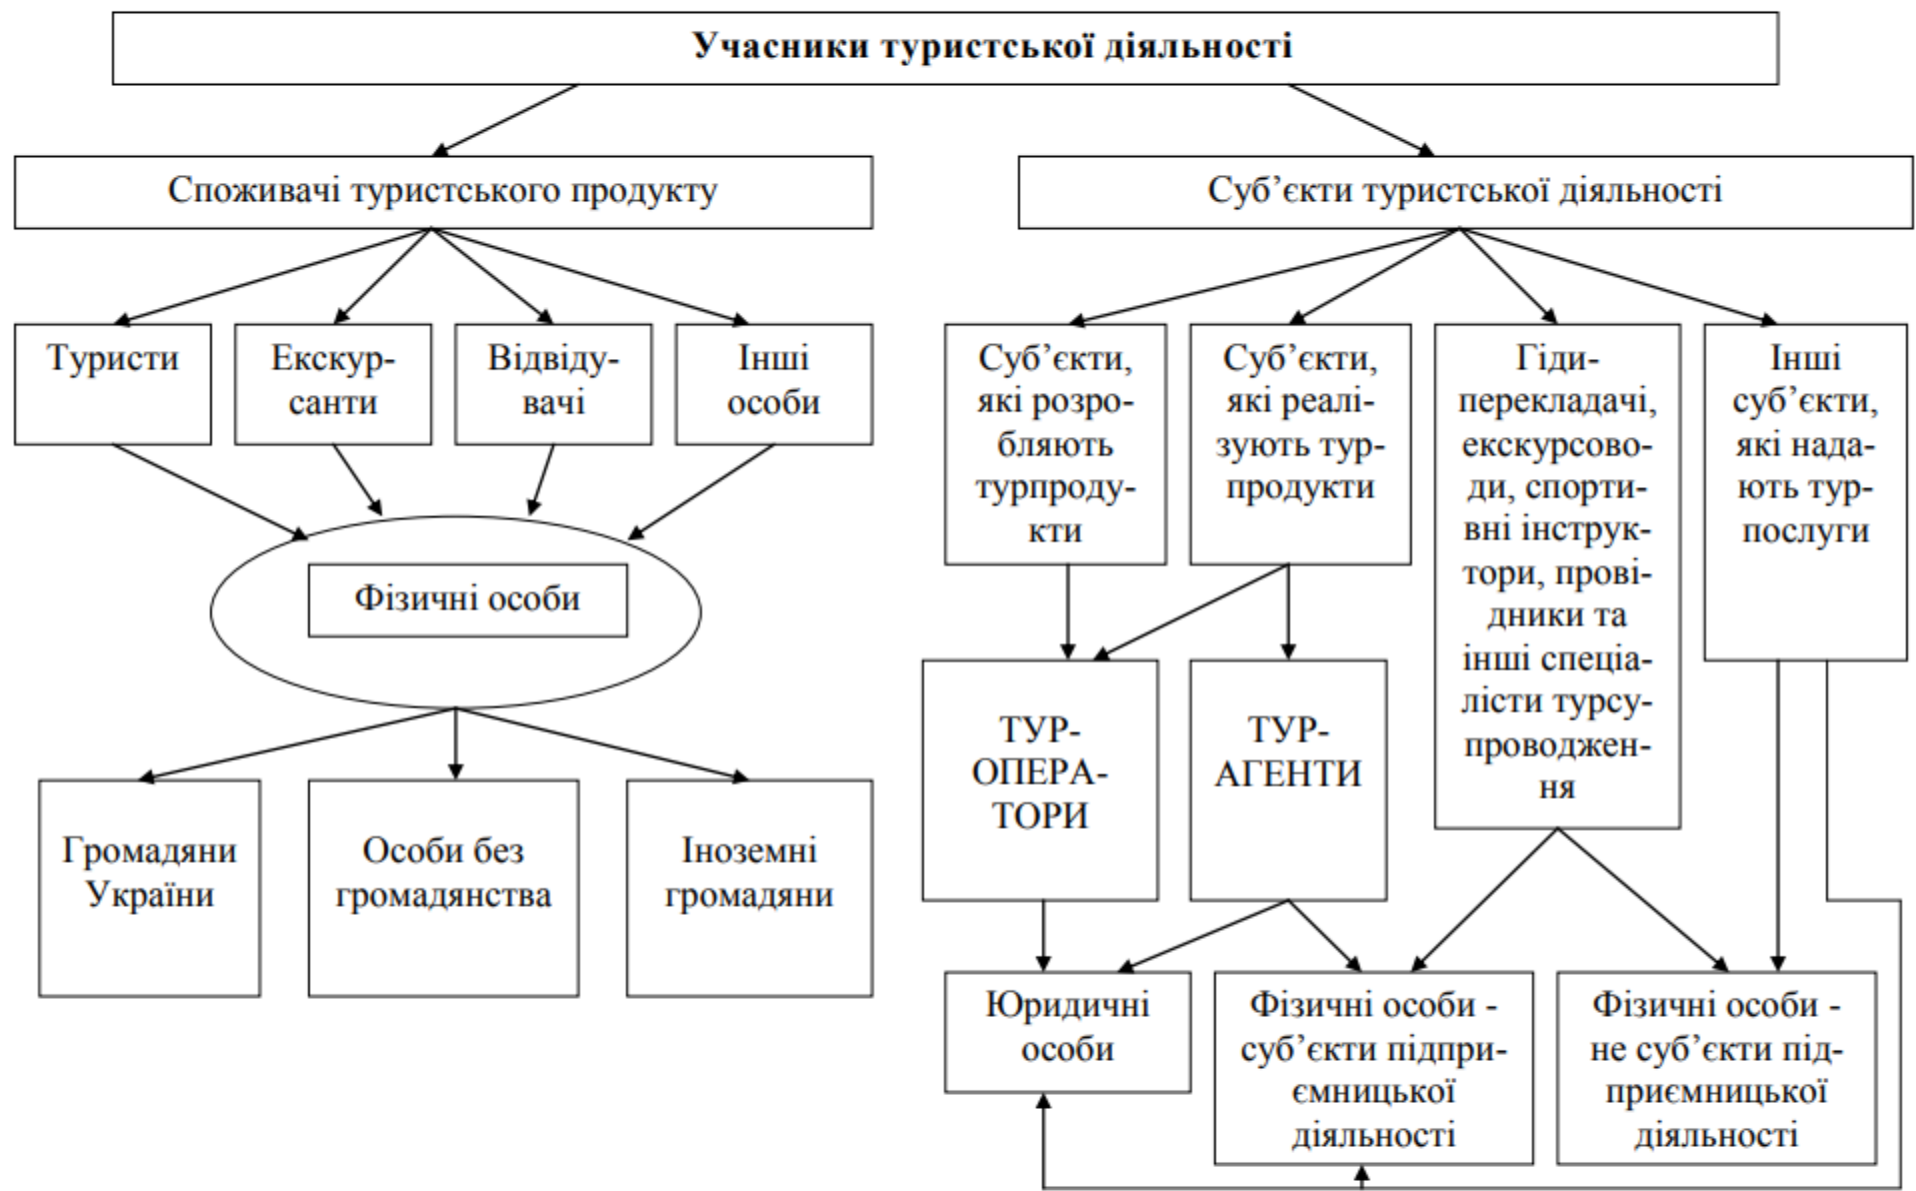 Учасники туристської діяльності
Споживачі туристського продукту
Суб’єкти туристської діяльності
Туристи
Екскур-
санти
Відвіду-
вачі
Інші
особи
Суб’єкти,
які розро-
бляють
турпроду-
кти
Суб’єкти,
які реалі-
зують тур-
продукти
Гіди-
перекладачі,
екскурсово-
ди, спорти-
вні інструк-
тори, прові-
дники та
інші спеціа-
лісти турсу-
проводжен-
ня
Інші
суб’єкти,
які нада-
ють тур-
послуги
Фізичні особи
ТУР-
ОПЕРА-
ТОРИ
ТУР-
АГЕНТИ
Громадяни
України
Особи без
громадянства
Іноземні
громадяни
Юридичні
особи
Фізичні особи -
суб’єкти підпри-
ємницької
діяльності
Фізичні особи -
не суб’єкти під-
приємницької
діяльності